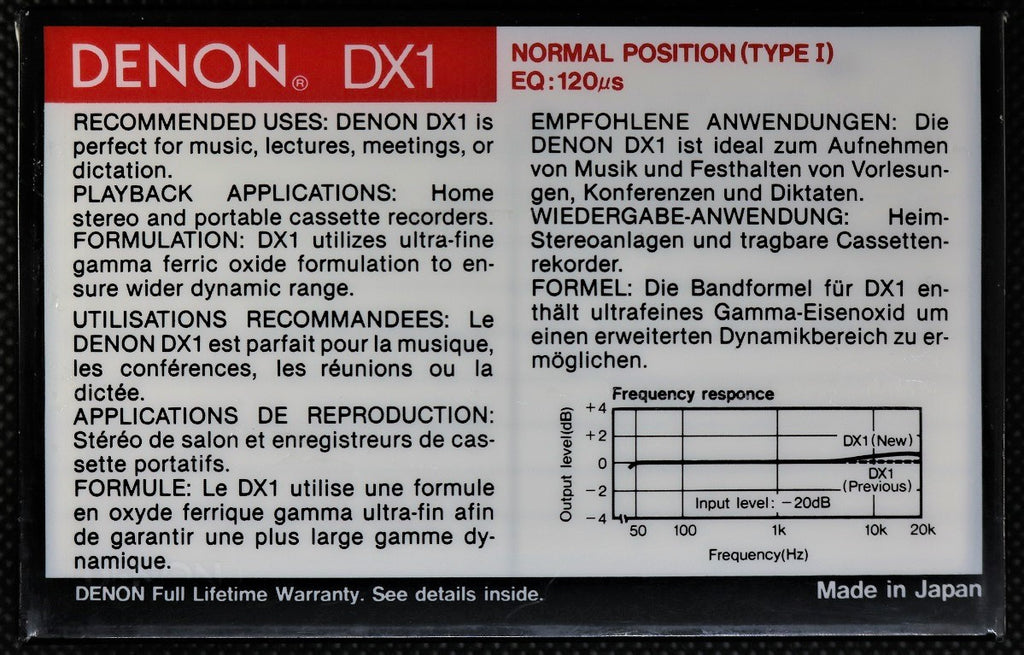 DENON® DX1
NORMAL POSITION (TYPE I)
EQ:120µs
RECOMMENDED USES: DENON DX1 is
perfect for music, lectures, meetings, or
dictation.
PLAYBACK APPLICATIONS: Home
stereo and portable cassette recorders.
FORMULATION: DX1 utilizes ultra-fine
gamma ferric oxide formulation to en-
sure wider dynamic range.
UTILISATIONS RECOMMANDEES: Le
DENON DX1 est parfait pour la musique,
les conférences, les réunions ou la
dictée.
APPLICATIONS DE REPRODUCTION:
Stéréo de salon et enregistreurs de cas-
sette portatifs.
FORMULE: Le DX1 utilise une formule
en oxyde ferrique gamma ultra-fin afin
de garantir une plus large gamme dy-
namique.
EMPFOHLENE ANWENDUNGEN: Die
DENON DX1 ist ideal zum Aufnehmen
von Musik und Festhalten von Vorlesun-
gen, Konferenzen und Diktaten.
WIEDERGABE-ANWENDUNG: Heim-
Stereoanlagen und tragbare Cassetten-
rekorder.
FORMEL: Die Bandformel für DX1 en-
thält ultrafeines Gamma-Eisenoxid um
einen erweiterten Dynamikbereich zu er-
möglichen.
Frequency responce
Output level(dB)
+4
+2
0
−2
−4
DX1(New)
DX1
(Previous)
Input level: −20dB
50 100 1k 10k 20k
Frequency(Hz)
DENON Full Lifetime Warranty. See details inside.
Made in Japan